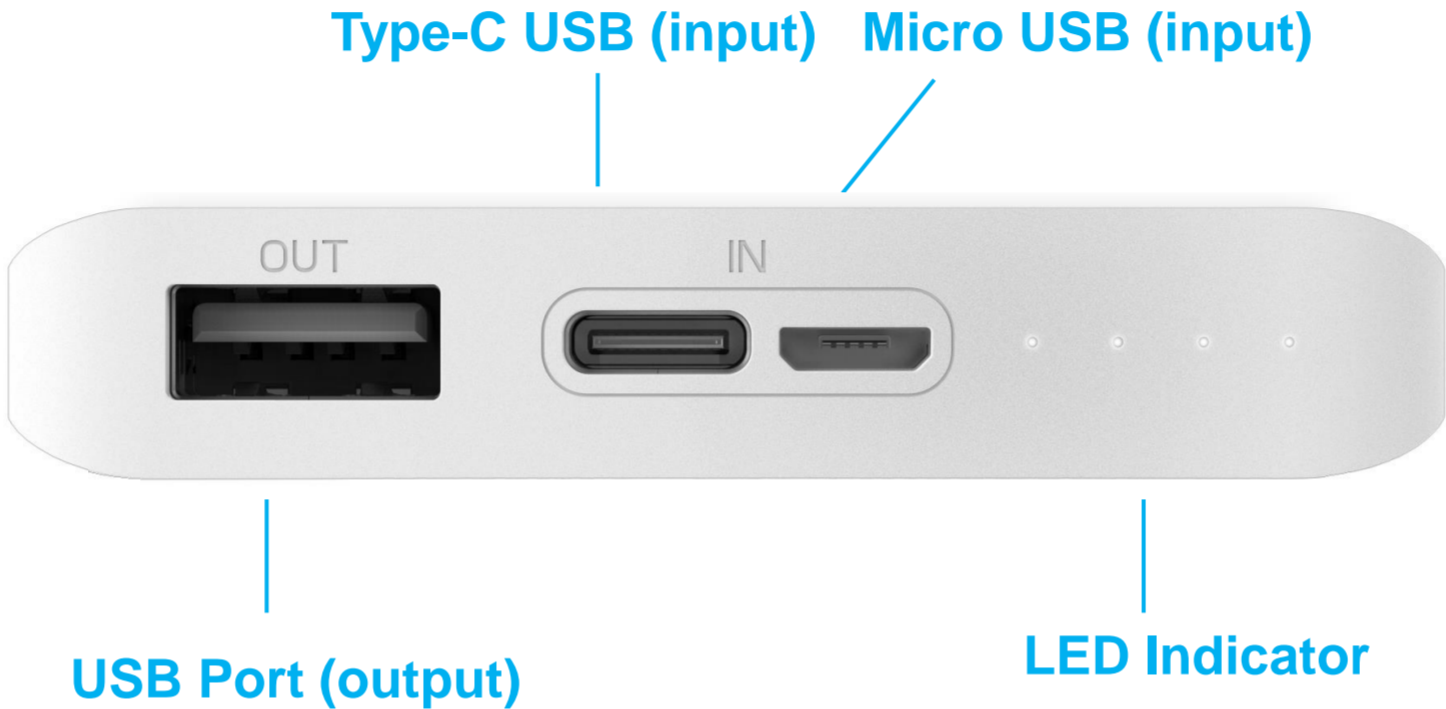 Type-C USB (input) Micro USB (input)
OUT IN
USB Port (output)
LED Indicator